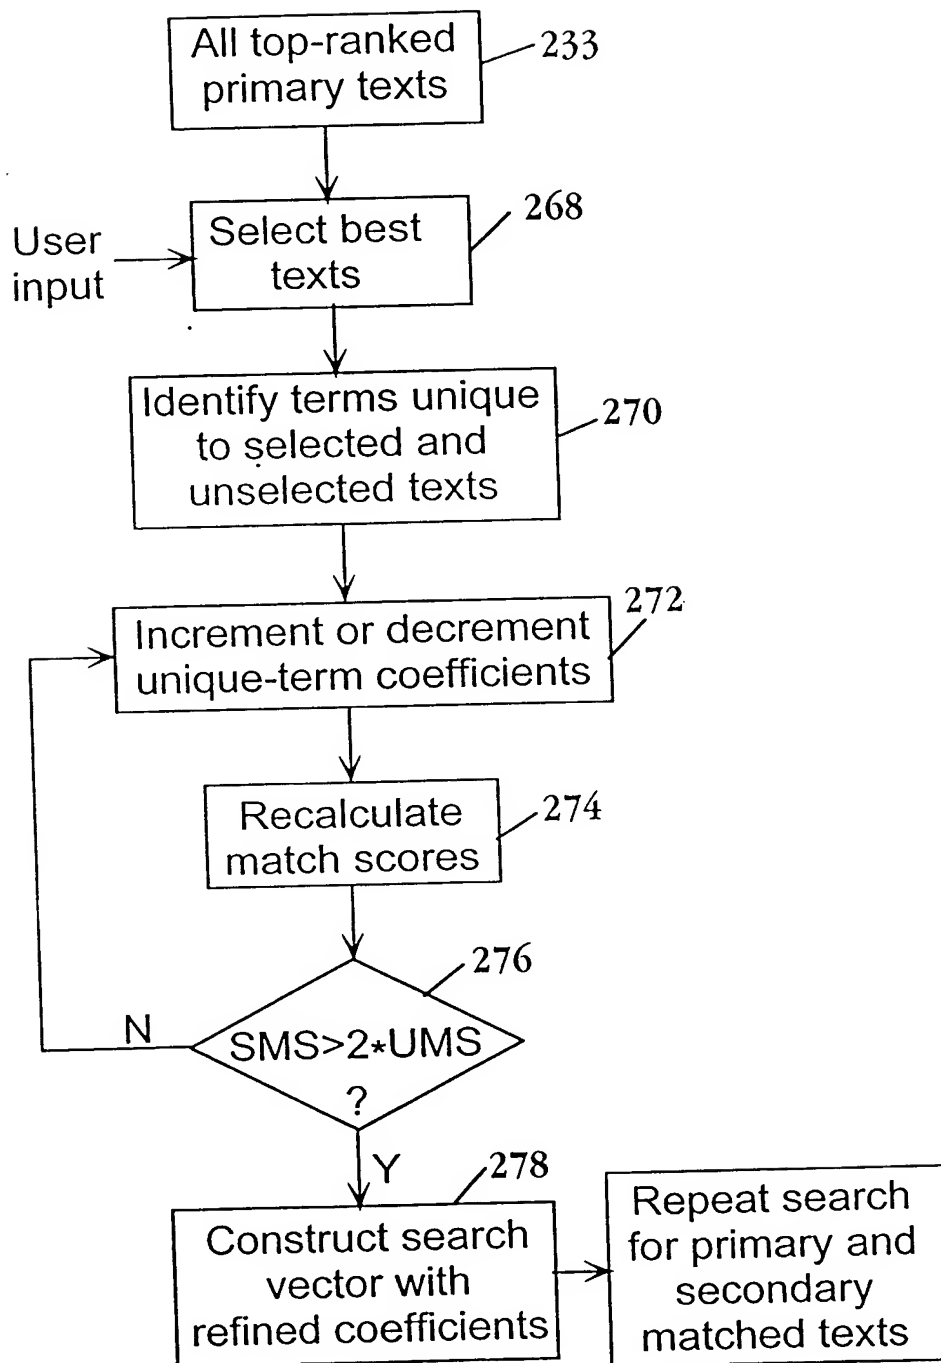 All top-ranked
primary texts
233
User
input
Select best
texts
268
Identify terms unique
to selected and
unselected texts
270
Increment or decrement
unique-term coefficients
272
Recalculate
match scores
274
276
N
SMS>2*UMS
?
Y
278
Construct search
vector with
refined coefficients
Repeat search
for primary and
secondary
matched texts